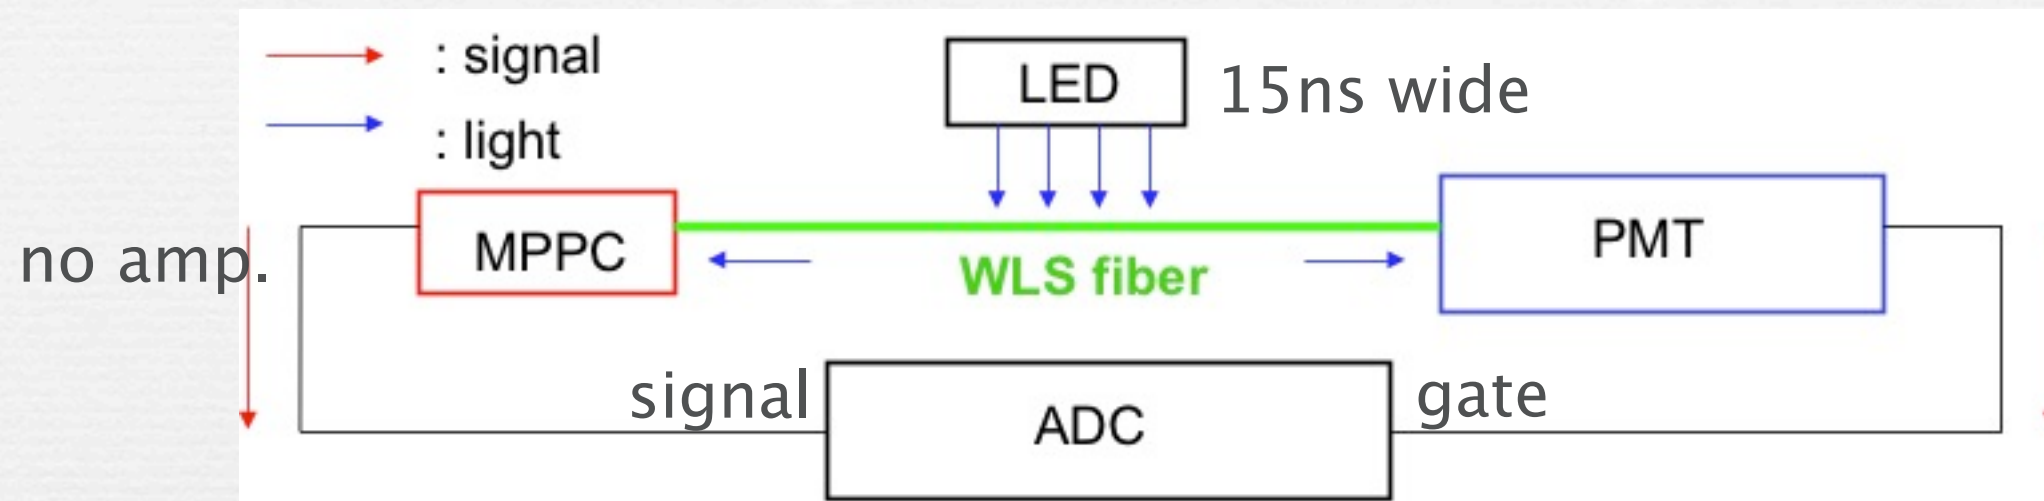 : signal
: light
LED
15ns wide
no amp.
MPPC
WLS fiber
PMT
signal
ADC
gate